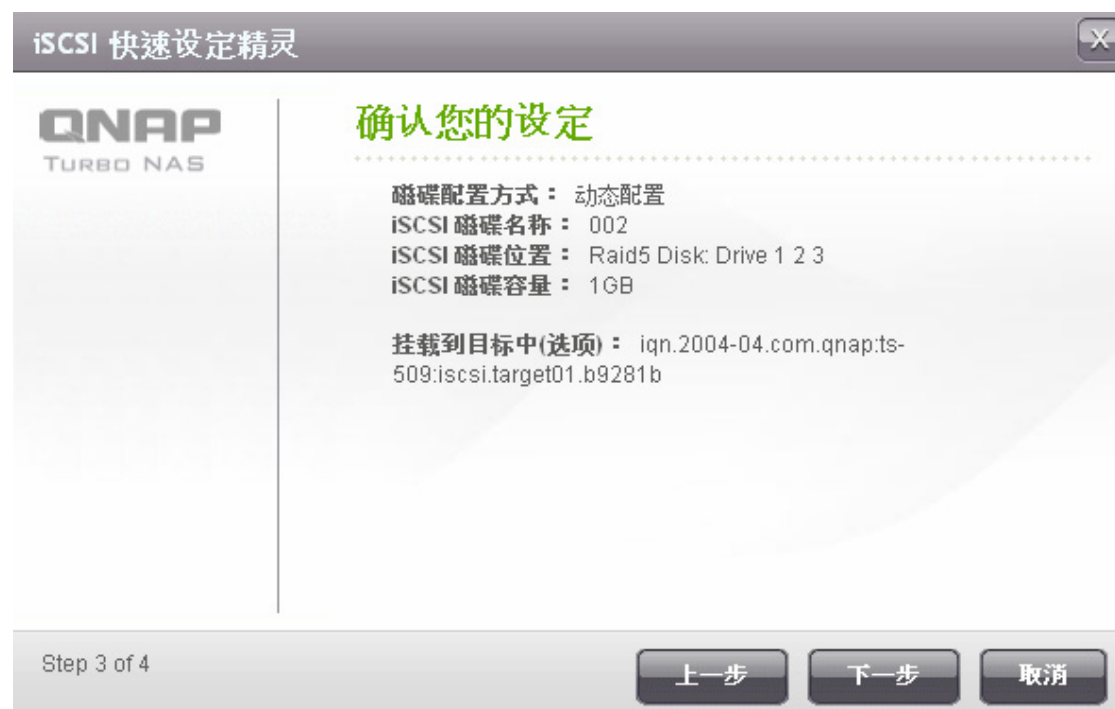 iSCSI 快速设定精灵
QNAP
TURBO NAS
确认您的设定
磁碟配置方式： 动态配置
iSCSI 磁碟名称： 002
iSCSI 磁碟位置： Raid5 Disk: Drive 1 2 3
iSCSI 磁碟容量： 1GB
挂载到目标中(选项)： iqn.2004-04.com.qnap:ts-
509:iscsi.target01.b9281b
Step 3 of 4
上一步
下一步
取消